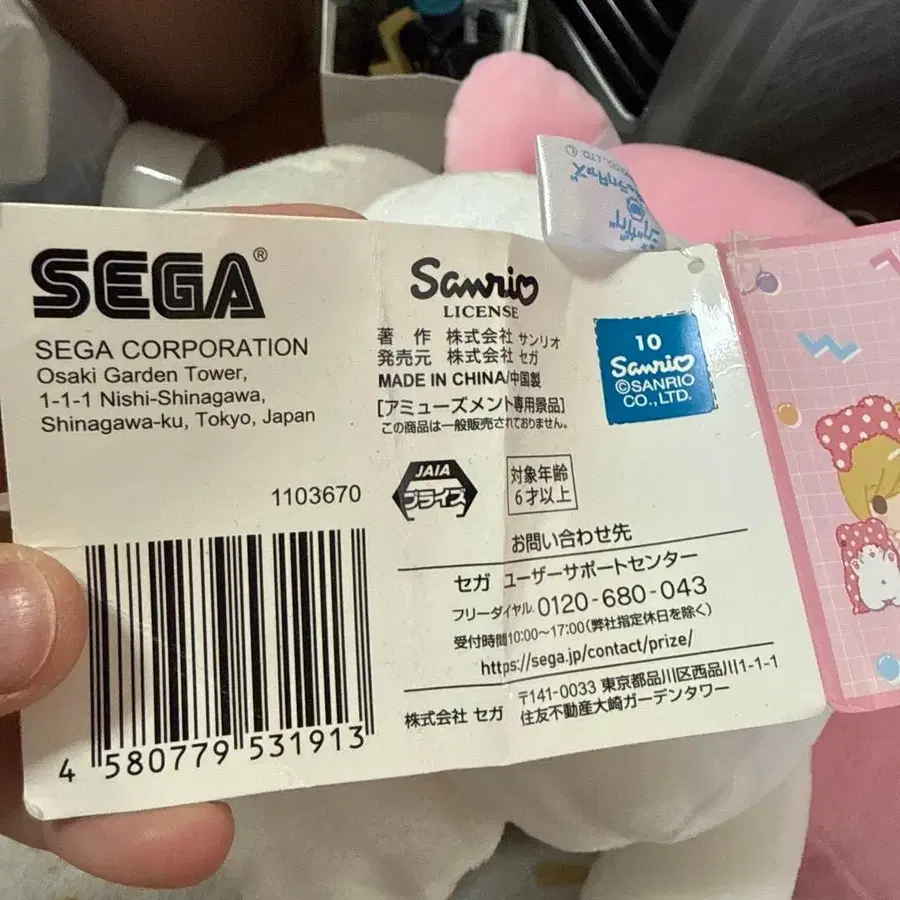 SEGA®
SEGA CORPORATION
Osaki Garden Tower,
1-1-1 Nishi-Shinagawa,
Shinagawa-ku, Tokyo, Japan
1103670
4 580779 531913
Sanrio
LICENSE
著 作 株式会社 サンリオ
発売元 株式会社 セガ
MADE IN CHINA/中国製
[アミューズメント専用景品]
この商品は一般販売されておりません。
JAIA
プライズ
対象年齢
6才以上
10
Sanrio
©SANRIO
CO.,LTD.
お問い合わせ先
セガ ユーザーサポートセンター
フリーダイヤル 0120-680-043
受付時間10:00~17:00(弊社指定休日を除く)
https://sega.jp/contact/prize/
株式会社 セガ
〒141-0033 東京都品川区西品川1-1-1
住友不動産大崎ガーデンタワー